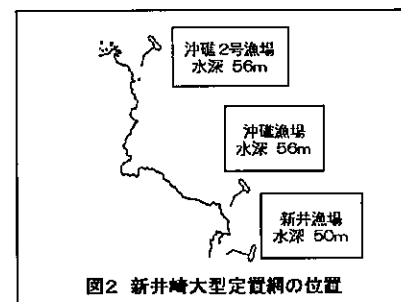 沖礁2号漁場
水深 56m
沖礁漁場
水深 56m
新井漁場
水深 50m
図2 新井崎大型定置網の位置